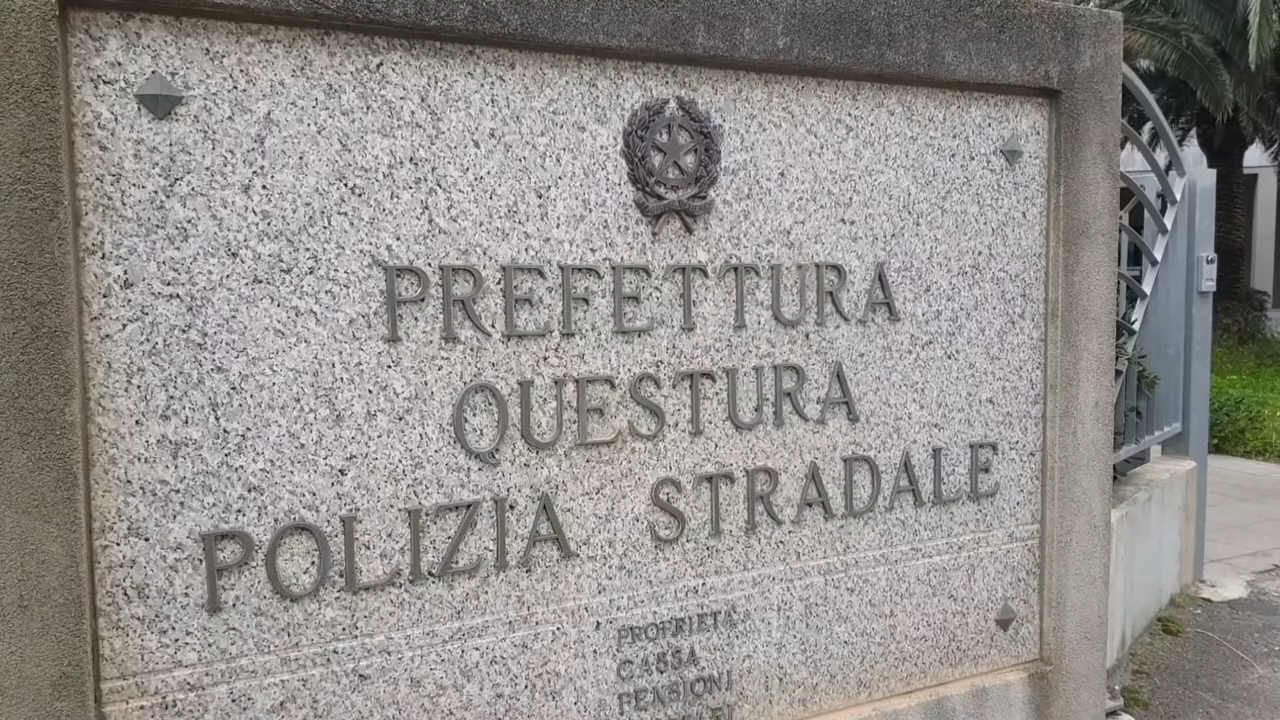 PREFETTURA
QUESTURA
POLIZIA STRADALE
PROPRIETÀ
CASSA
PENSIONI